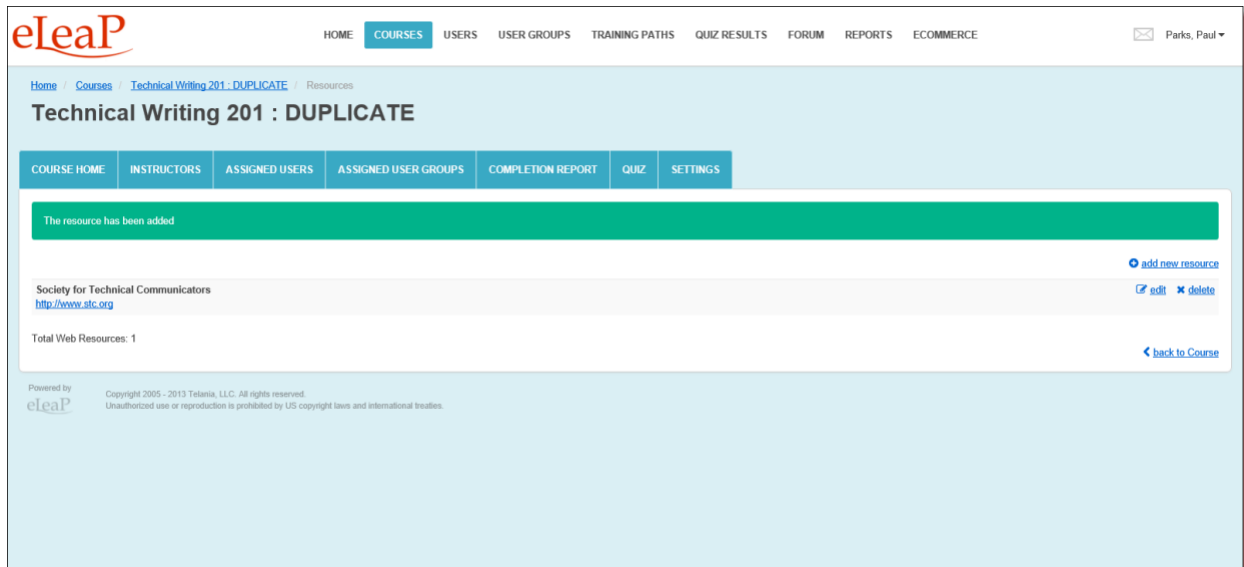 eLeaP
HOME COURSES USERS USER GROUPS TRAINING PATHS QUIZ RESULTS FORUM REPORTS ECOMMERCE Parks, Paul
Home / Courses / Technical Writing 201 : DUPLICATE / Resources
Technical Writing 201 : DUPLICATE
COURSE HOME INSTRUCTORS ASSIGNED USERS ASSIGNED USER GROUPS COMPLETION REPORT QUIZ SETTINGS
The resource has been added
add new resource
Society for Technical Communicators edit delete
http://www.stc.org
Total Web Resources: 1
back to Course
Powered by
eLeaP
Copyright 2005 - 2013 Telania, LLC. All rights reserved.
Unauthorized use or reproduction is prohibited by US copyright laws and international treaties.